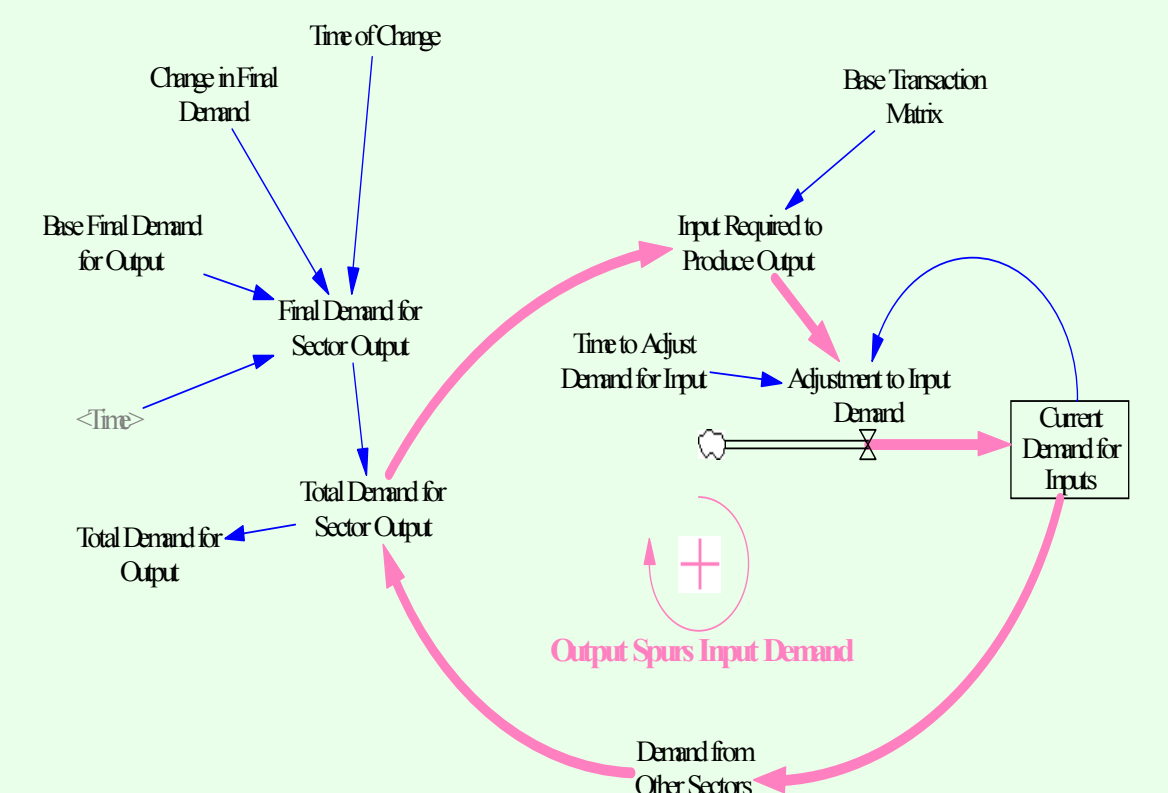 Time of Change
Change in Final
Demand
Base Transaction
Matrix
Base Final Demand
for Output
Input Required to
Produce Output
Final Demand for
Sector Output
Time to Adjust
Demand for Input
Adjustment to Input
Demand
<Time>
Current
Demand for
Inputs
Total Demand for
Sector Output
Total Demand for
Output
+
Output Spurs Input Demand
Demand from
Other Sectors